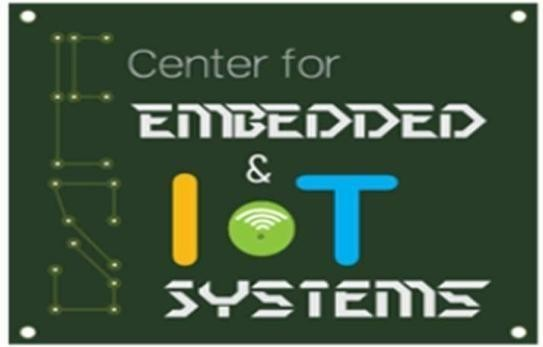 Center for
EMBEDDED
&
IoT
SYSTEMS